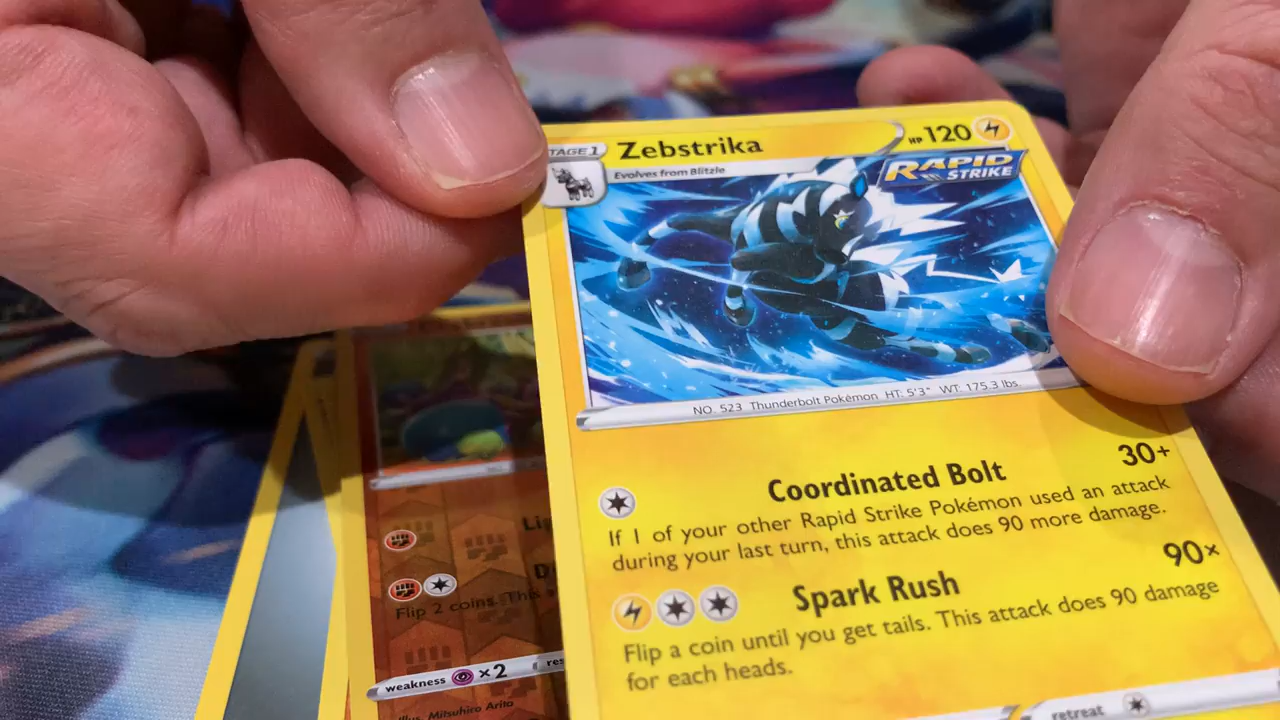 STAGE 1
Zebstrika
HP 120
Evolves from Blitzle
RAPID
STRIKE
NO. 523 Thunderbolt Pokémon HT: 5'3" WT: 175.3 lbs.
Coordinated Bolt 30+
If 1 of your other Rapid Strike Pokémon used an attack
during your last turn, this attack does 90 more damage.
Spark Rush 90×
Flip a coin until you get tails. This attack does 90 damage
for each heads.
retreat
Flip 2 coins. This
weakness ×2
res
Illus. Mitsuhiro Arita